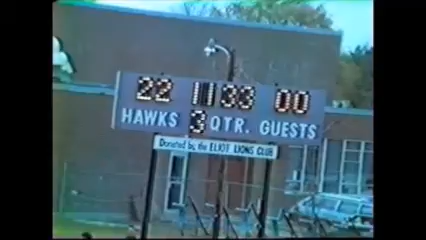 22 11 33 00
HAWKS 3 QTR. GUESTS
Donated by the ELIOT LIONS CLUB